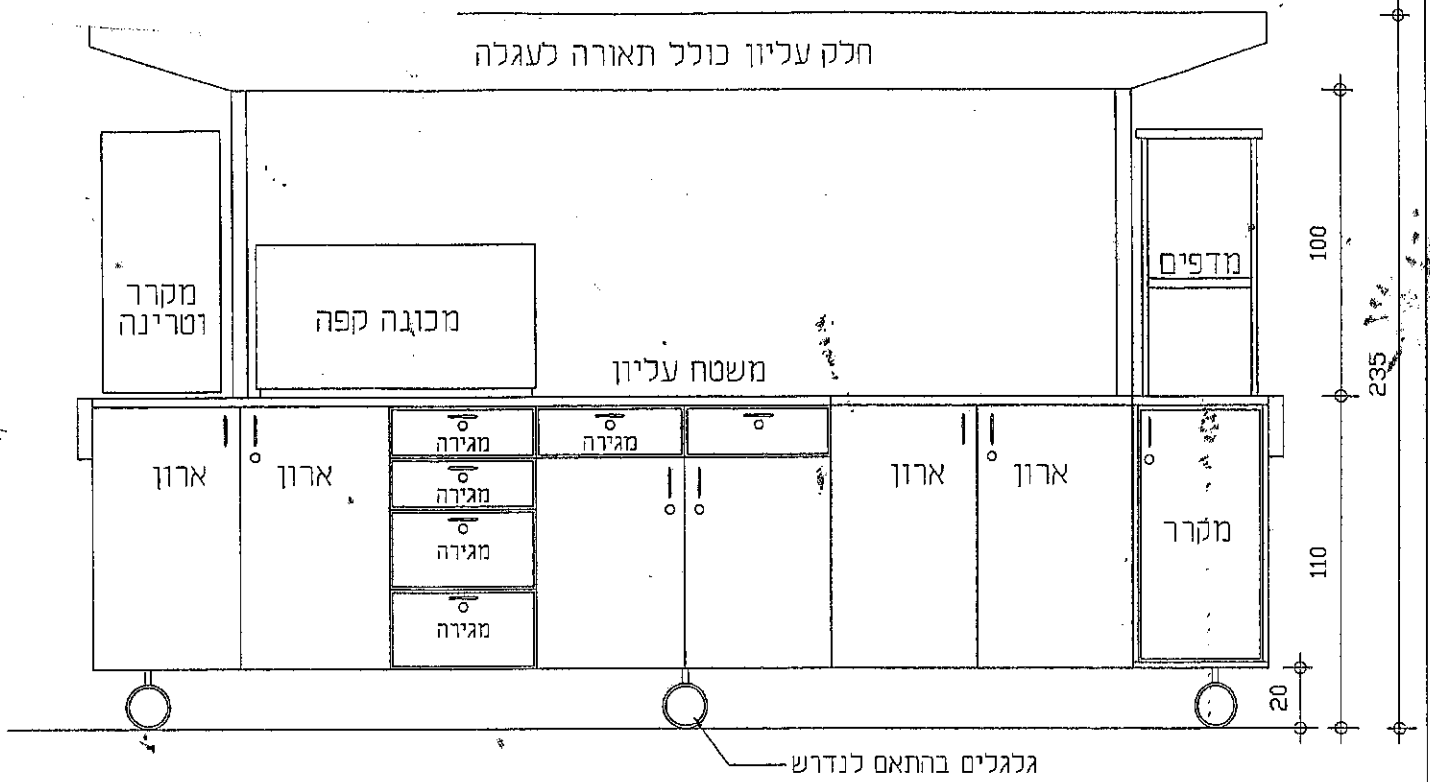 חלק עליון כולל תאורה לעגלה
מקרר
וטרינה
מכונה קפה
משטח עליון
מדפים
100
235
ארון
ארון
מגירה
מגירה
מגירה
מגירה
מגירה
ארון
ארון
מקרר
110
20
גלגלים בהתאם לנדרש